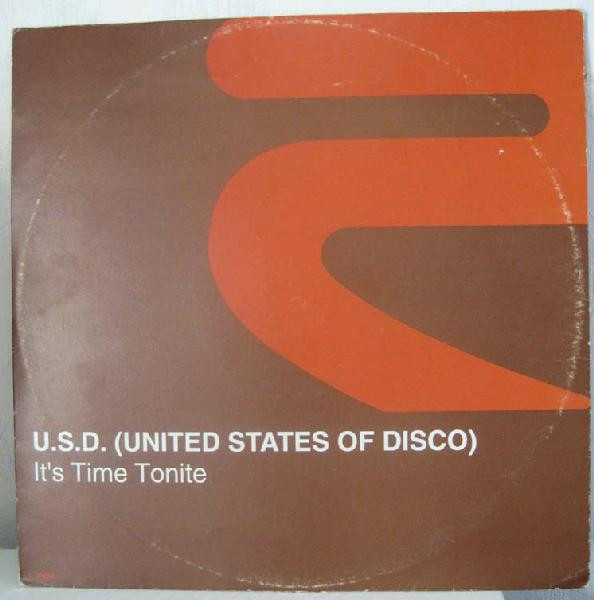 U.S.D. (UNITED STATES OF DISCO)
It's Time Tonite